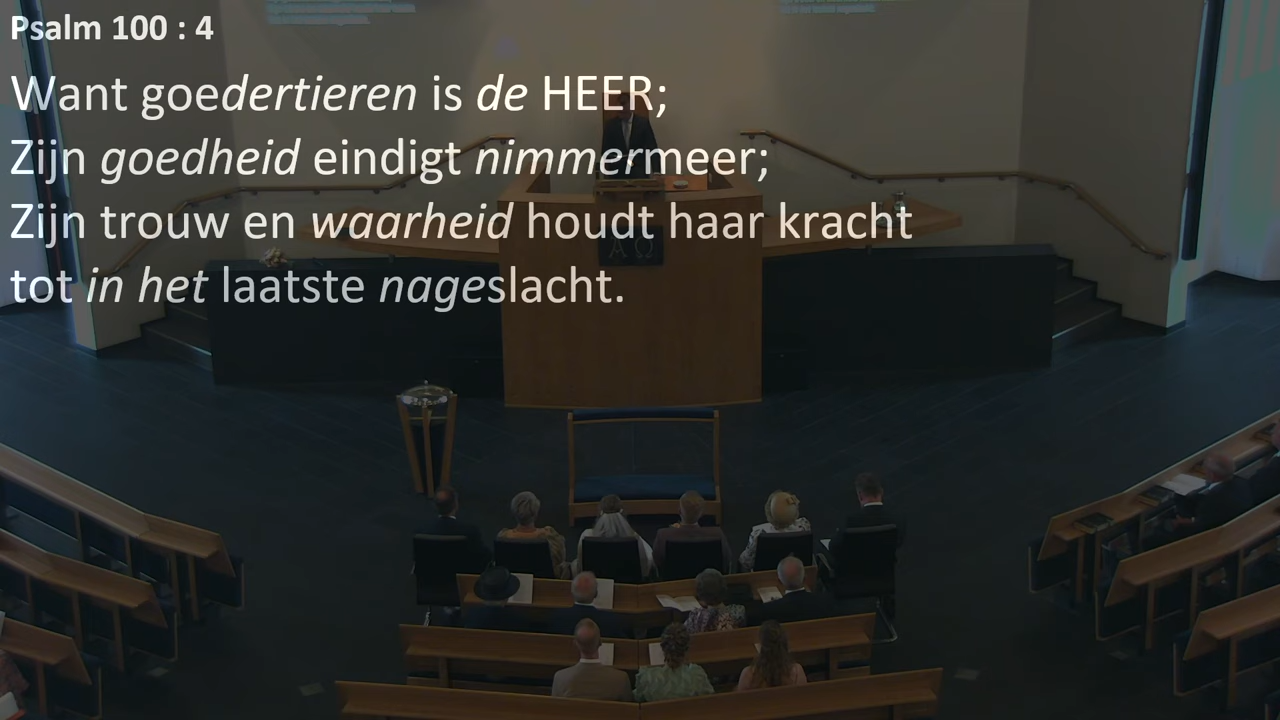 Psalm 100 : 4
Want goedertieren is de HEER;
Zijn goedheid eindigt nimmermeer;
Zijn trouw en waarheid houdt haar kracht
tot in het laatste nageslacht.
ΑΩ